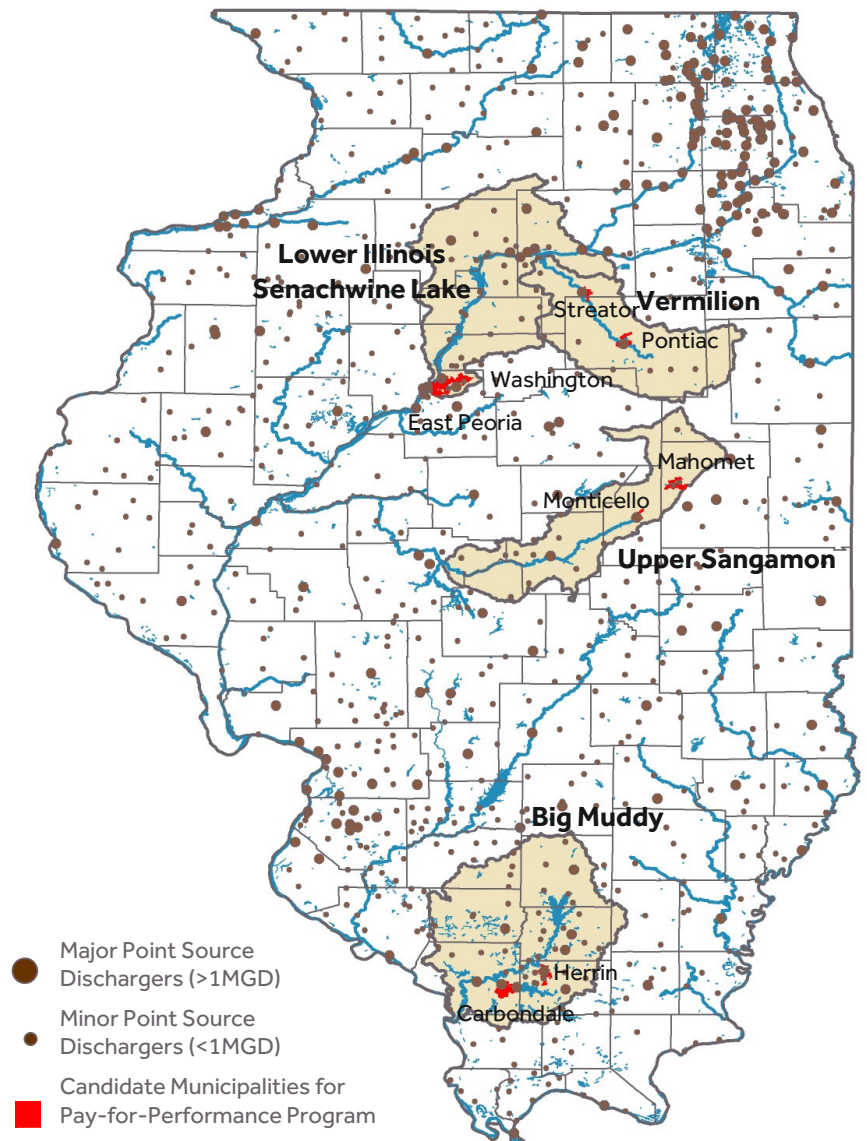 Lower Illinois
Senachwine Lake
Vermilion
Streator
Pontiac
Washington
East Peoria
Mahomet
Monticello
Upper Sangamon
Big Muddy
Herrin
Carbondale
Major Point Source
Dischargers (>1MGD)
Minor Point Source
Dischargers (<1MGD)
Candidate Municipalities for
Pay-for-Performance Program